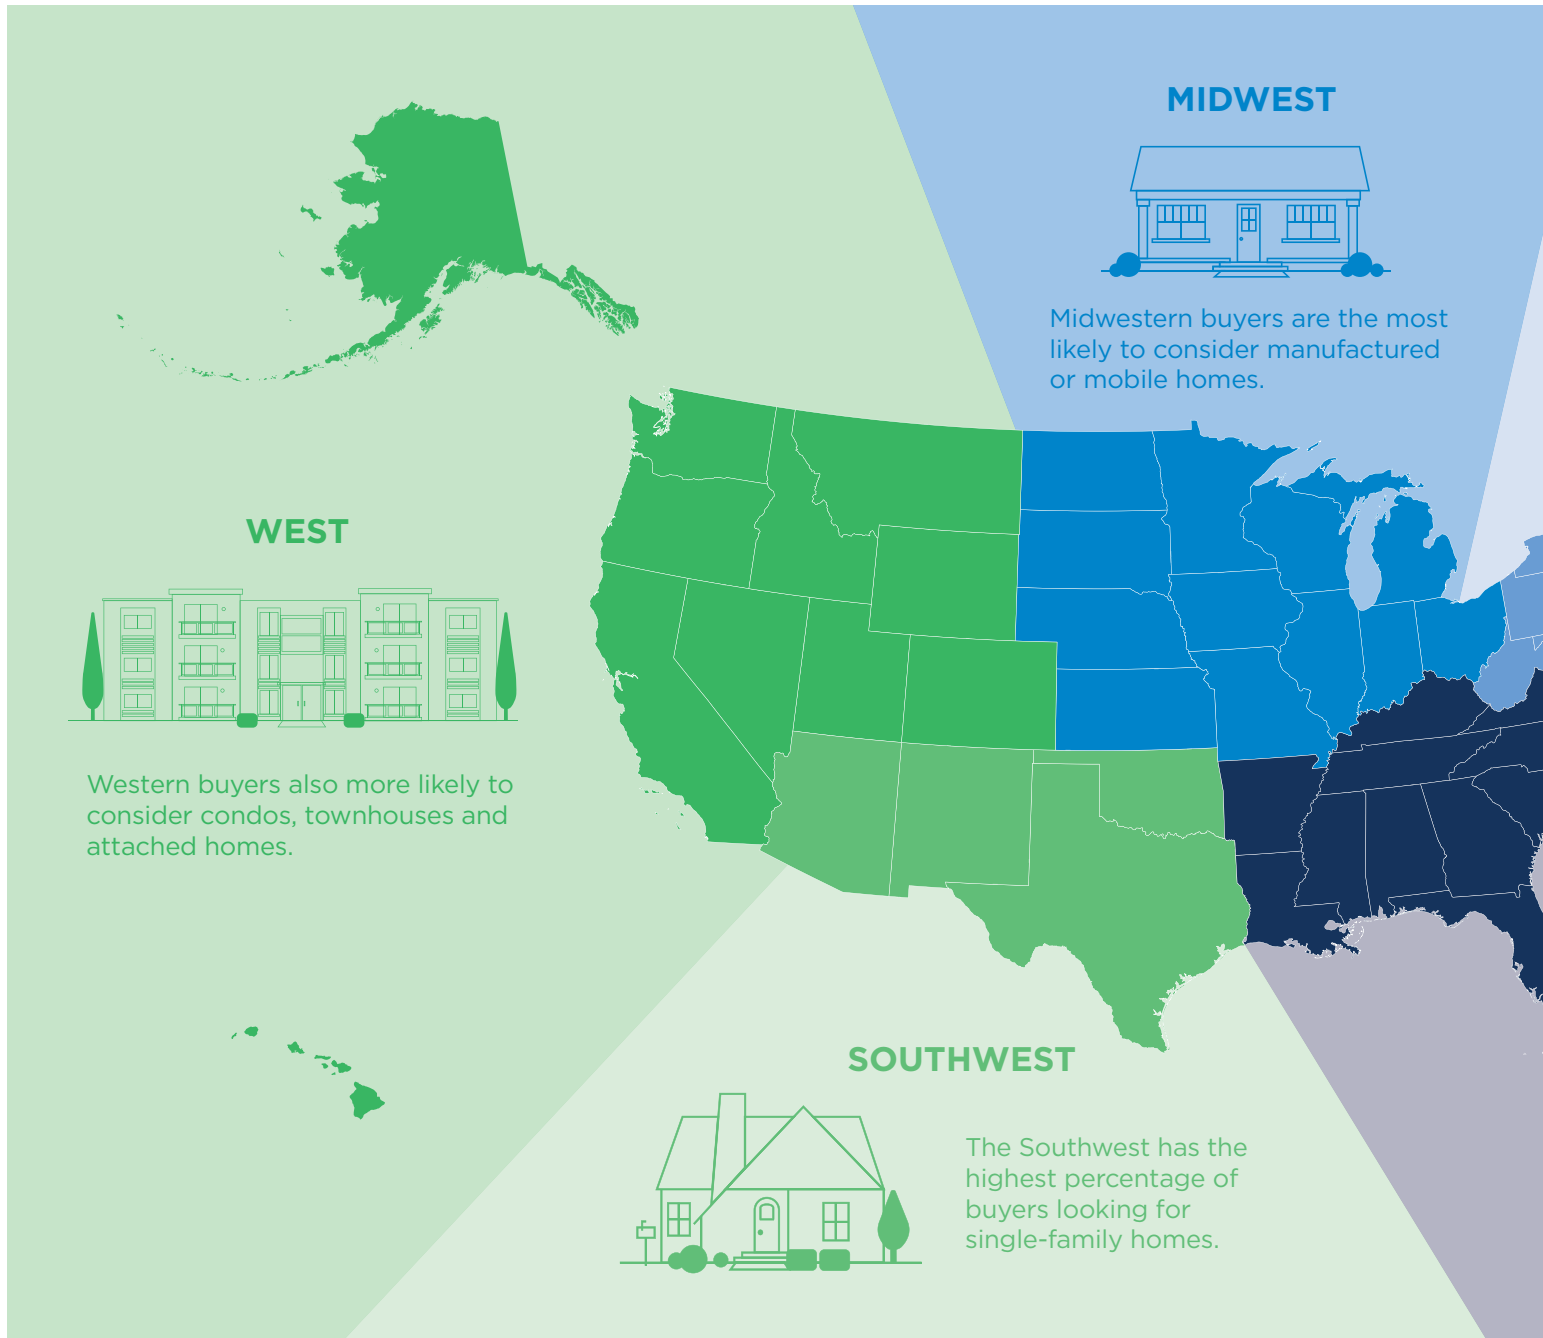 MIDWEST
Midwestern buyers are the most
likely to consider manufactured
or mobile homes.
WEST
Western buyers also more likely to
consider condos, townhouses and
attached homes.
SOUTHWEST
The Southwest has the
highest percentage of
buyers looking for
single-family homes.